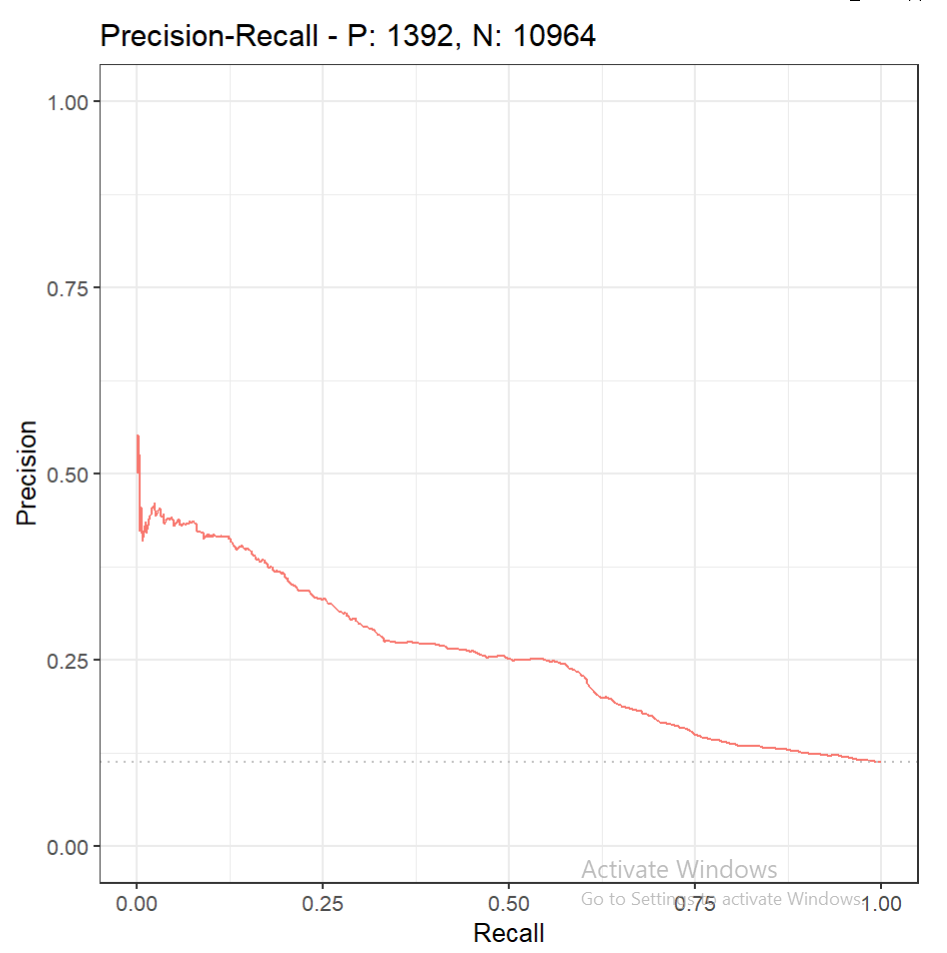 Precision-Recall - P: 1392, N: 10964
1.00
0.75
0.50
0.25
0.00
Precision
0.00 0.25 0.50 0.75 1.00
Recall
Activate Windows
Go to Settings to activate Windows.